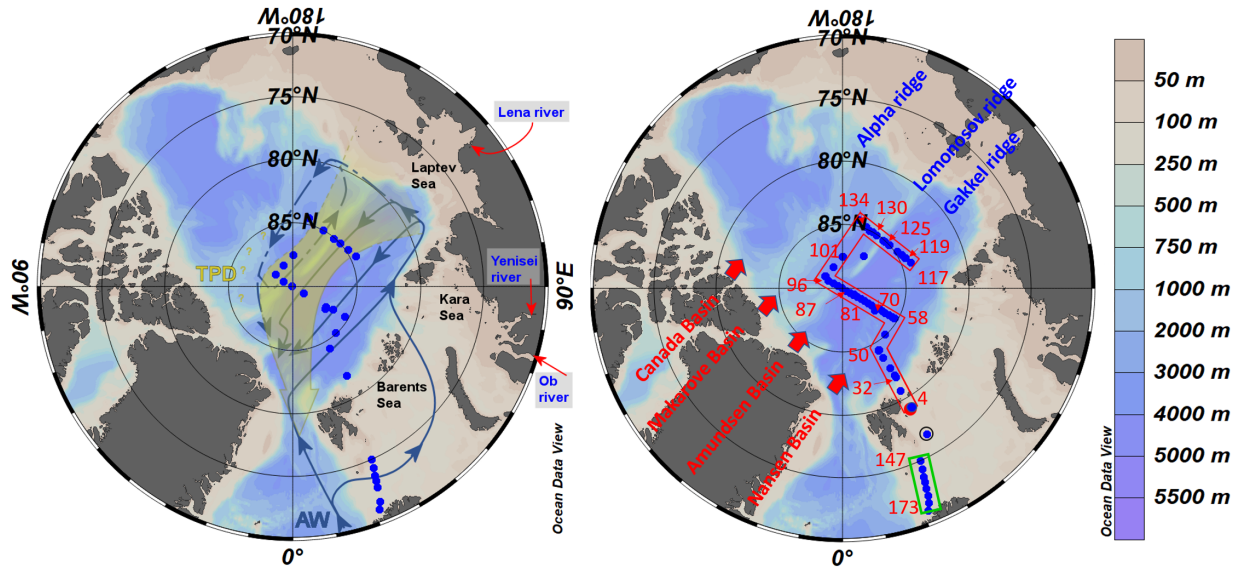 180°W
70°N
75°N
80°N
85°N
Lena river
Laptev
Sea
TPD
?
?
?
90°W
Yenisei
river
90°E
Kara
Sea
Barents
Sea
Ob
river
AW
0°
Ocean Data View
180°W
70°N
75°N
80°N
85°N
Alpha ridge
Lomonosov ridge
Gakkel ridge
134
130
125
119
117
101
96
87
81
70
58
50
32
4
147
173
Canada Basin
Makarove Basin
Amundsen Basin
Nansen Basin
0°
Ocean Data View
50 m
100 m
250 m
500 m
750 m
1000 m
2000 m
3000 m
4000 m
5000 m
5500 m